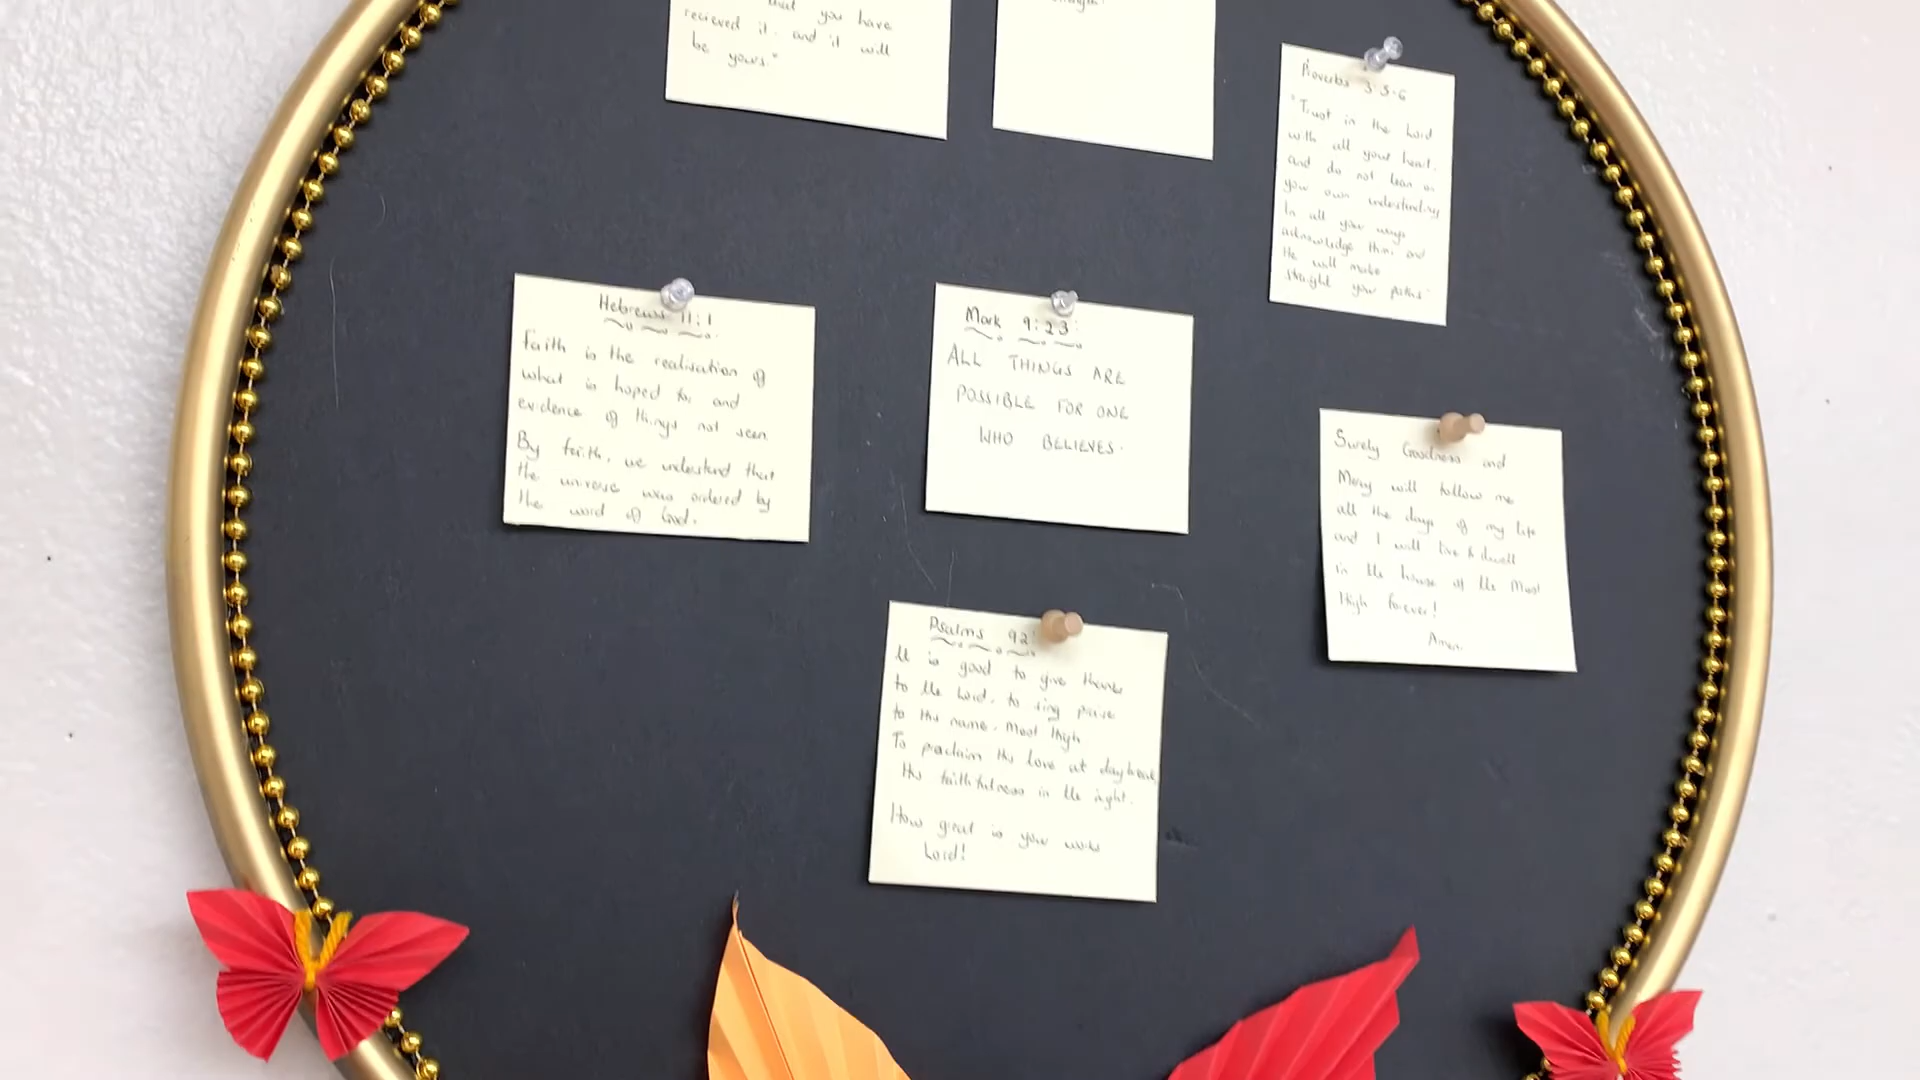 that you have
recieved it. and it will
be yours."
Proverbs 3:5-6
"Trust in the Lord
with all your heart,
and do not lean on
your own understanding
In all your ways
acknowledge him, and
He will make
straight your paths"
Hebrews 11:1
Faith is the realisation of
what is hoped for and
evidence of things not seen.
By faith, we understand that
the universe was ordered by
the word of God.
Mark 9:23:
ALL THINGS ARE
POSSIBLE FOR ONE
WHO BELIEVES.
Surely Goodness and
Mercy will follow me
all the days of my life
and I will live & dwell
in the house of the Most
High forever!
Amen.
Psalms 92:
It is good to give thanks
to the Lord, to sing praise
to His name, Most High
To proclaim His Love at daybreak,
His faithfulness in the night.
How great is your works
Lord!